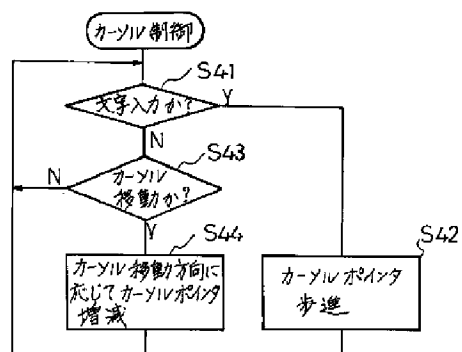 カーソル制御
S41
文字入力か?
Y
N
S43
カーソル
移動か?
N
Y
S44
カーソル移動方向に
応じてカーソルポインタ
増減
S42
カーソルポインタ
歩進